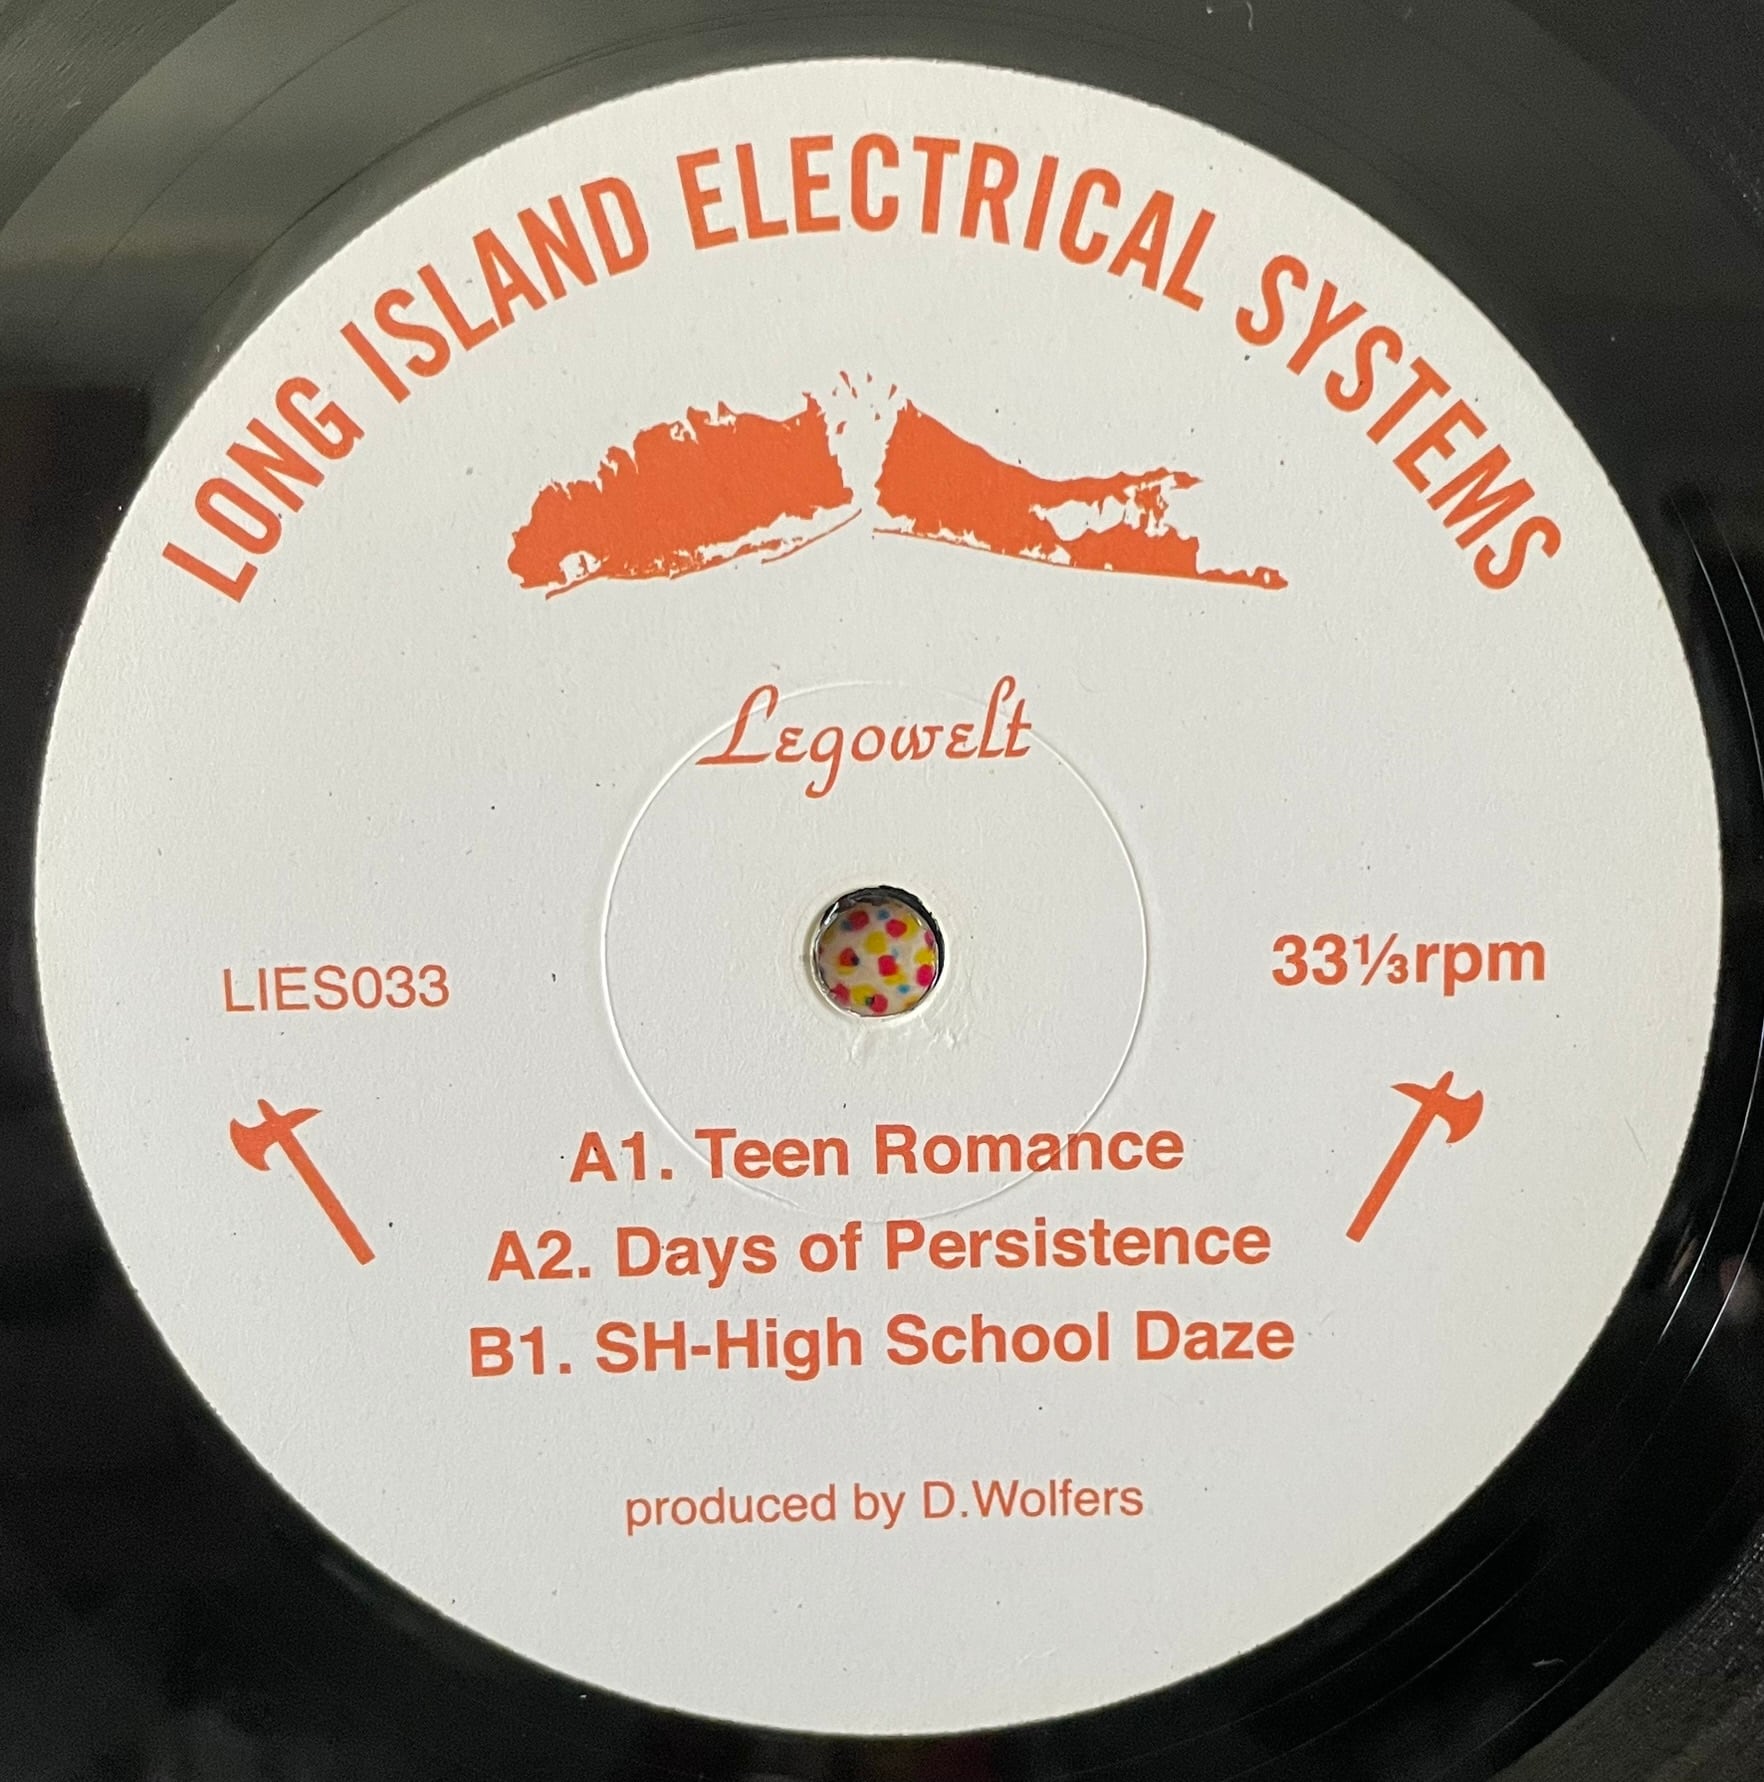 LONG ISLAND ELECTRICAL SYSTEMS
Legowelt
LIES033
33⅓rpm
A1. Teen Romance
A2. Days of Persistence
B1. SH-High School Daze
produced by D.Wolfers